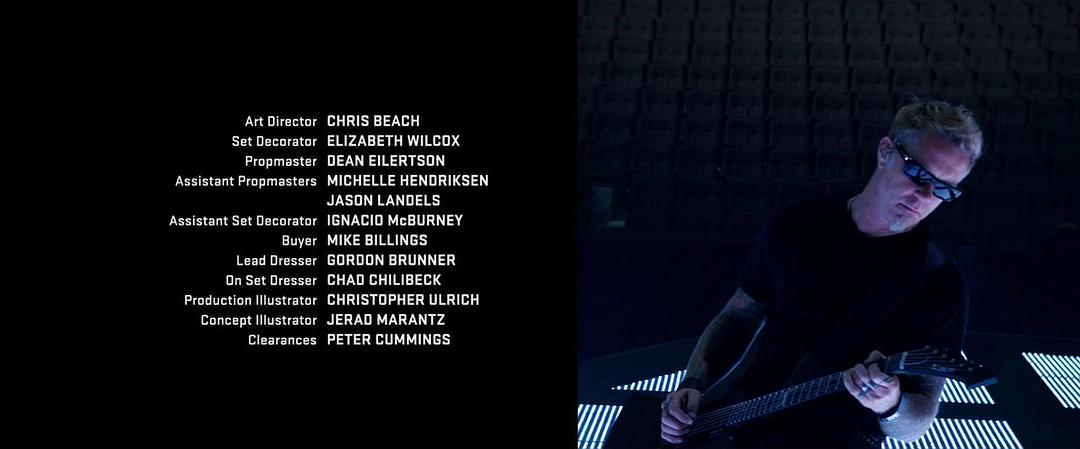 Art Director CHRIS BEACH
Set Decorator ELIZABETH WILCOX
Propmaster DEAN EILERTSON
Assistant Propmasters MICHELLE HENDRIKSEN
JASON LANDELS
Assistant Set Decorator IGNACIO McBURNEY
Buyer MIKE BILLINGS
Lead Dresser GORDON BRUNNER
On Set Dresser CHAD CHILIBECK
Production Illustrator CHRISTOPHER ULRICH
Concept Illustrator JERAD MARANTZ
Clearances PETER CUMMINGS